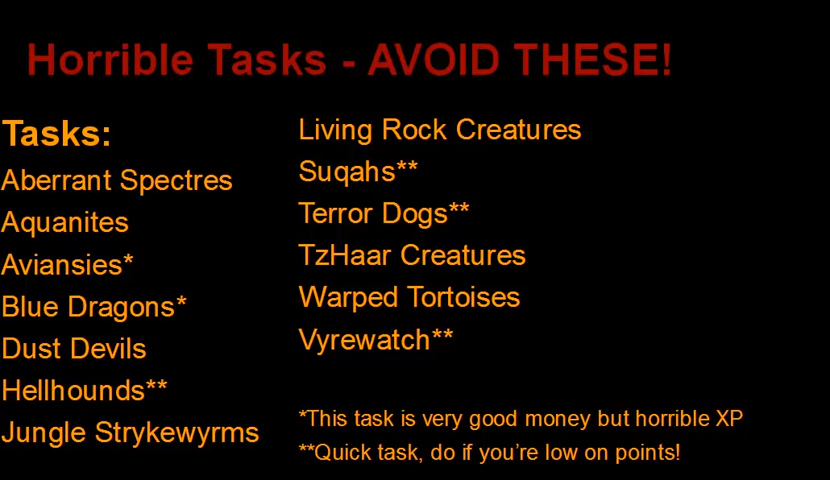 Horrible Tasks - AVOID THESE!
Tasks:
Aberrant Spectres
Aquanites
Aviansies*
Blue Dragons*
Dust Devils
Hellhounds**
Jungle Strykewyrms
Living Rock Creatures
Suqahs**
Terror Dogs**
TzHaar Creatures
Warped Tortoises
Vyrewatch**
*This task is very good money but horrible XP
**Quick task, do if you’re low on points!